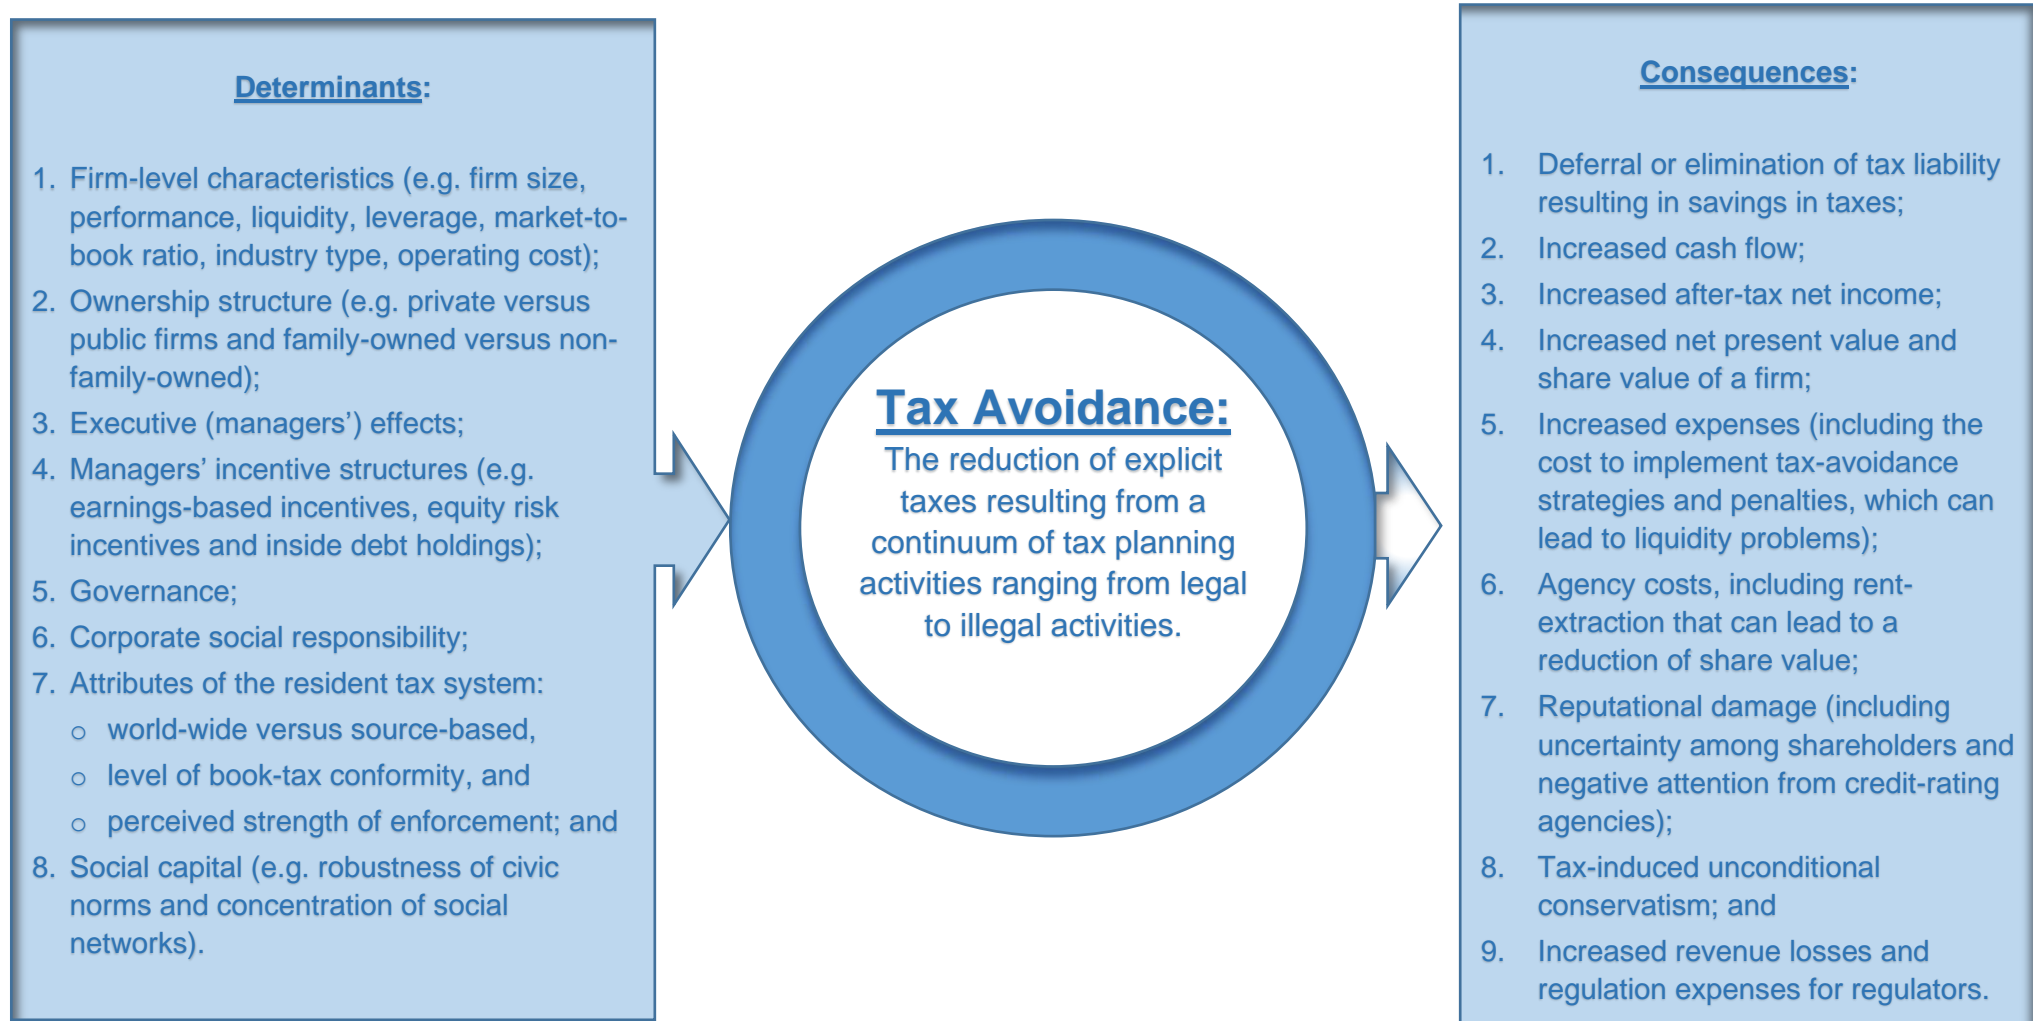 Determinants:
1. Firm-level characteristics (e.g. firm size,
performance, liquidity, leverage, market-to-
book ratio, industry type, operating cost);
2. Ownership structure (e.g. private versus
public firms and family-owned versus non-
family-owned);
3. Executive (managers’) effects;
4. Managers’ incentive structures (e.g.
earnings-based incentives, equity risk
incentives and inside debt holdings);
5. Governance;
6. Corporate social responsibility;
7. Attributes of the resident tax system:
o world-wide versus source-based,
o level of book-tax conformity, and
o perceived strength of enforcement; and
8. Social capital (e.g. robustness of civic
norms and concentration of social
networks).
Tax Avoidance:
The reduction of explicit
taxes resulting from a
continuum of tax planning
activities ranging from legal
to illegal activities.
Consequences:
1. Deferral or elimination of tax liability
resulting in savings in taxes;
2. Increased cash flow;
3. Increased after-tax net income;
4. Increased net present value and
share value of a firm;
5. Increased expenses (including the
cost to implement tax-avoidance
strategies and penalties, which can
lead to liquidity problems);
6. Agency costs, including rent-
extraction that can lead to a
reduction of share value;
7. Reputational damage (including
uncertainty among shareholders and
negative attention from credit-rating
agencies);
8. Tax-induced unconditional
conservatism; and
9. Increased revenue losses and
regulation expenses for regulators.